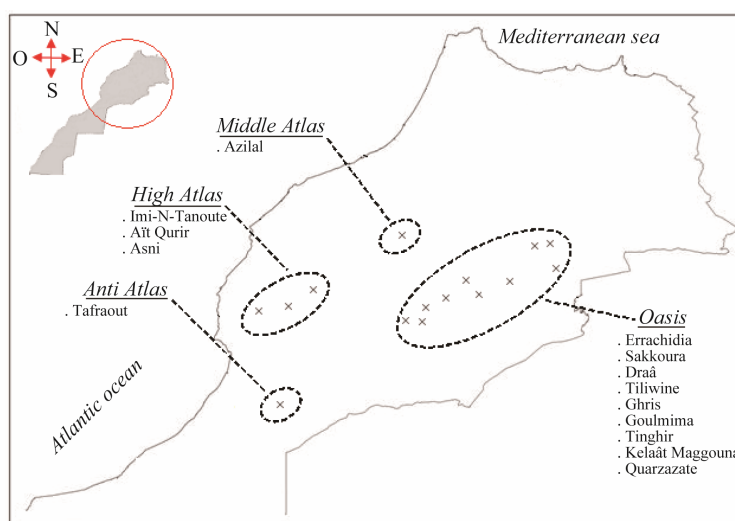 N
O E
S
Mediterranean sea
Middle Atlas
. Azilal
High Atlas
. Imi-N-Tanoute
. Aït Qurir
. Asni
Anti Atlas
. Tafraout
Atlantic ocean
Oasis
. Errachidia
. Sakkoura
. Draâ
. Tiliwine
. Ghris
. Goulmima
. Tinghir
. Kelaât Maggouna
. Quarzazate